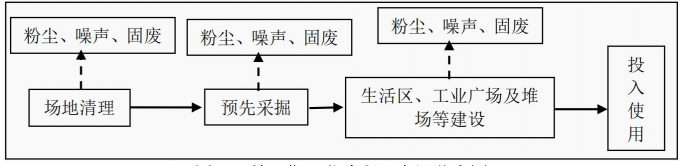 粉尘、噪声、固废
粉尘、噪声、固废
粉尘、噪声、固废
场地清理
预先采掘
生活区、工业广场及堆
场等建设
投
入
使
用